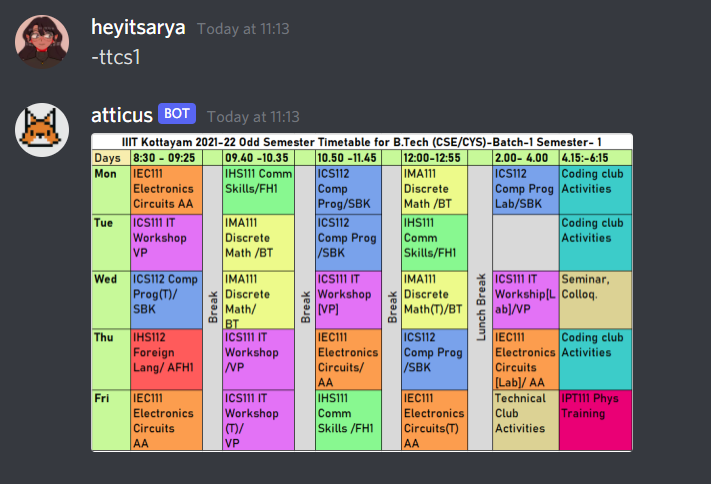 heyitsarya Today at 11:13
-ttcs1
atticus BOT Today at 11:13
IIIT Kottayam 2021-22 Odd Semester Timetable for B.Tech (CSE/CYS)-Batch-1 Semester- 1
Days 8:30 - 09:25 09.40 -10.35 10.50 -11.45 12:00-12:55 2.00- 4.00 4.15:-6:15
Mon
IEC111
Electronics
Circuits AA
IHS111 Comm
Skills/FH1
ICS112
Comp
Prog/SBK
IMA111
Discrete
Math /BT
ICS112
Comp Prog
Lab/SBK
Coding club
Activities
Tue
ICS111 IT
Workshop
VP
IMA111
Discrete
Math /BT
ICS112
Comp Prog
/SBK
IHS111
Comm
Skills/FH1
Coding club
Activities
Wed
ICS112 Comp
Prog(T)/
SBK
Break
IMA111
Discrete
Math/
BT
Break
ICS111 IT
Workshop
[VP]
Break
IMA111
Discrete
Math(T)/BT
Lunch Break
ICS111 IT
Workship[L
ab]/VP
Seminar,
Colloq.
Thu
IHS112
Foreign
Lang/ AFH1
ICS111 IT
Workshop
/VP
IEC111
Electronics
Circuits/
AA
ICS112
Comp Prog
/SBK
IEC111
Electronics
Circuits
[Lab]/ AA
Coding club
Activities
Fri
IEC111
Electronics
Circuits
AA
ICS111 IT
Workshop
(T)/
VP
IHS111
Comm
Skills /FH1
IEC111
Electronics
Circuits(T)
AA
Technical
Club
Activities
IPT111 Phys
Training